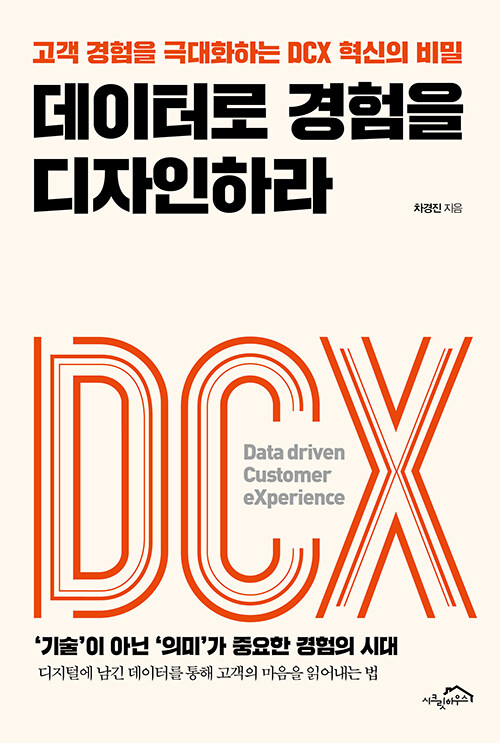 고객 경험을 극대화하는 DCX 혁신의 비밀
데이터로 경험을
디자인하라
차경진 지음
DCX
Data driven
Customer
eXperience
‘기술’이 아닌 ‘의미’가 중요한 경험의 시대
디지털에 남긴 데이터를 통해 고객의 마음을 읽어내는 법
시크릿하우스